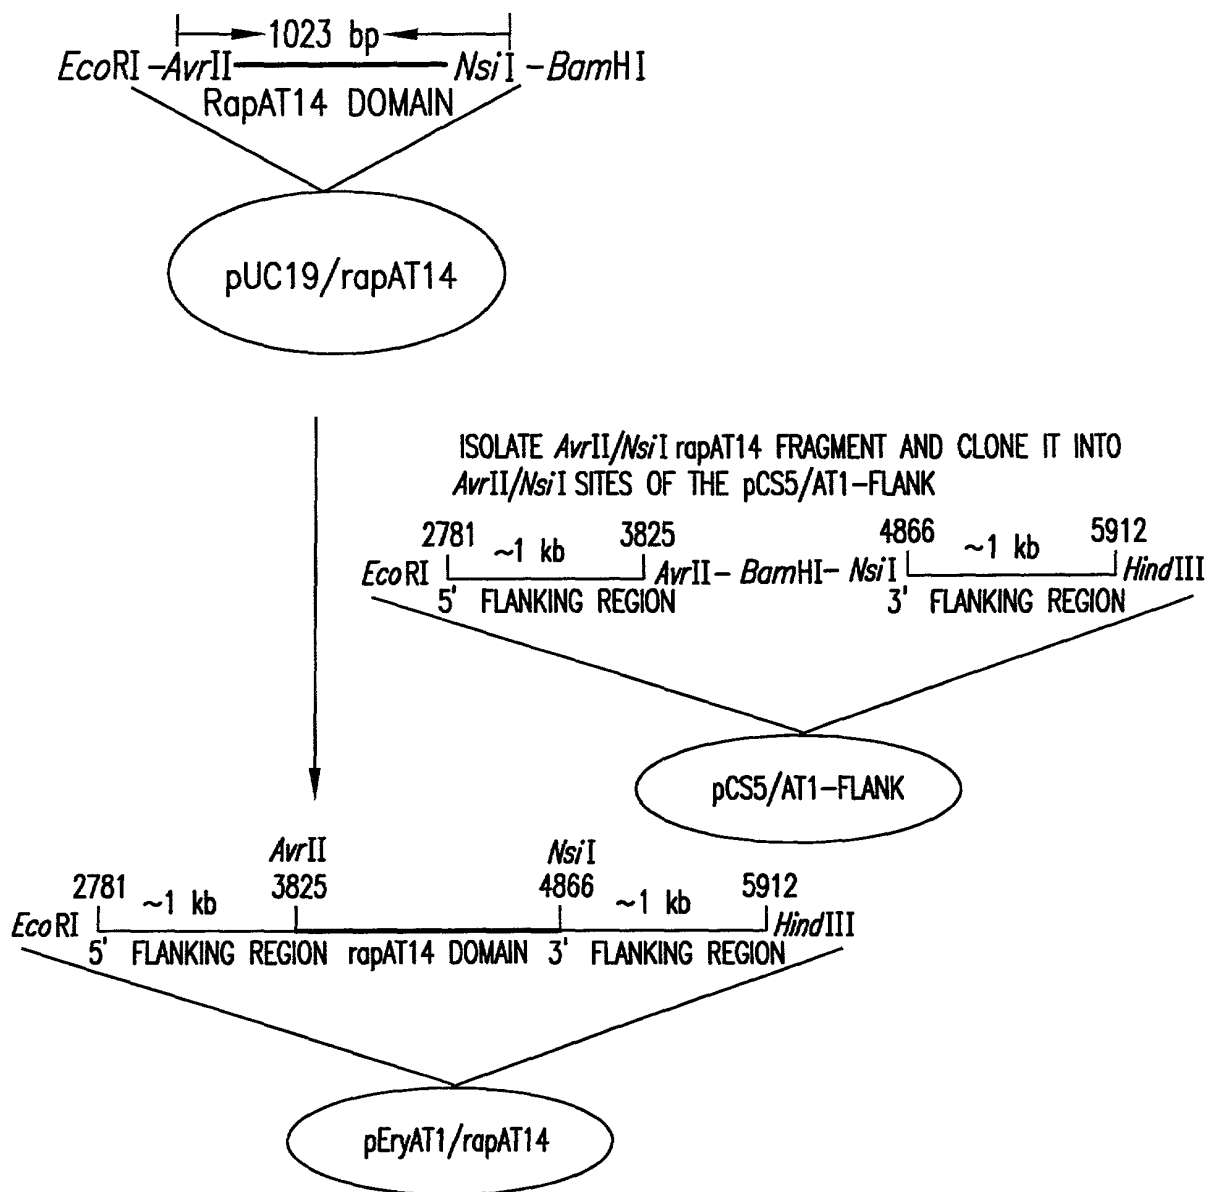 1023 bp
EcoRI -AvrII NsiI -BamHI
RapAT14 DOMAIN
pUC19/rapAT14
ISOLATE AvrII/NsiI rapAT14 FRAGMENT AND CLONE IT INTO
AvrII/NsiI SITES OF THE pCS5/AT1-FLANK
2781 ~1 kb 3825 4866 ~1 kb 5912
EcoRI AvrII- BamHI- NsiI HindIII
5' FLANKING REGION 3' FLANKING REGION
pCS5/AT1-FLANK
AvrII NsiI
2781 ~1 kb 3825 4866 ~1 kb 5912
EcoRI HindIII
5' FLANKING REGION rapAT14 DOMAIN 3' FLANKING REGION
pEryAT1/rapAT14